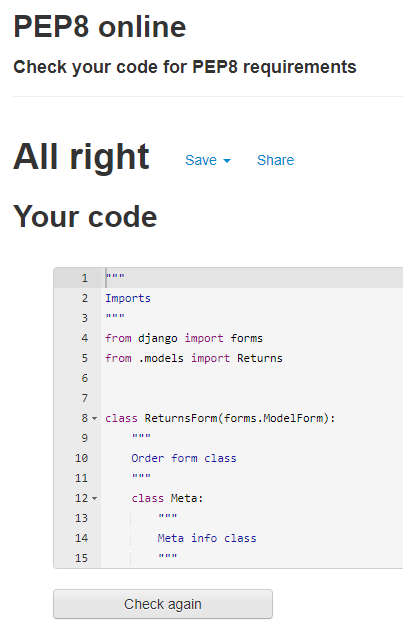 PEP8 online
Check your code for PEP8 requirements
All right Save Share
Your code
1 """
2 Imports
3 """
4 from django import forms
5 from .models import Returns
6
7
8 class ReturnsForm(forms.ModelForm):
9 """
10 Order form class
11 """
12 class Meta:
13 """
14 Meta info class
15 """
Check again